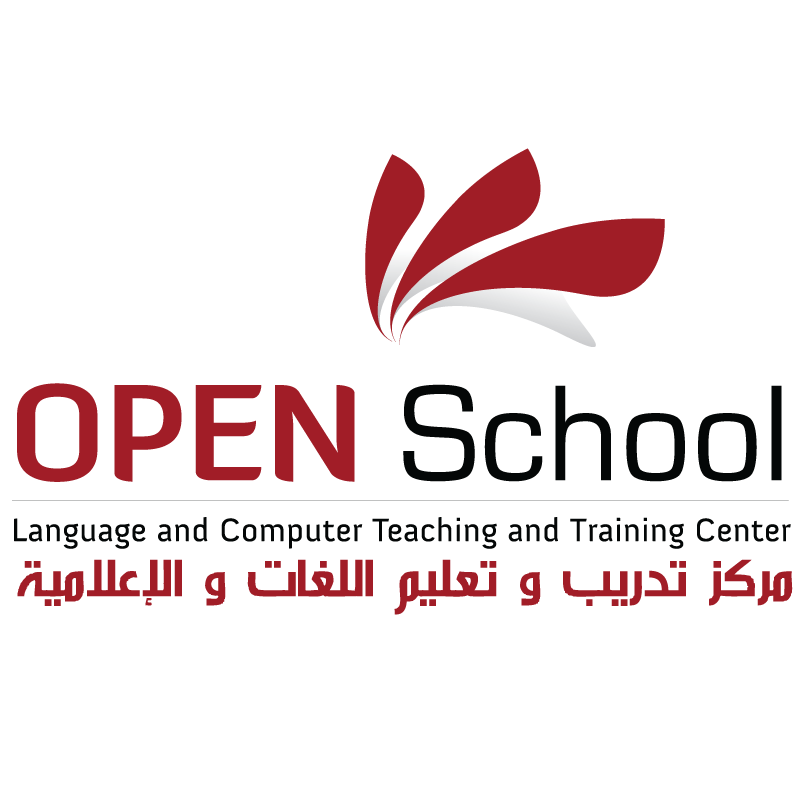 OPEN School
Language and Computer Teaching and Training Center
مركز تدريب و تعليم اللغات و الإعلامية